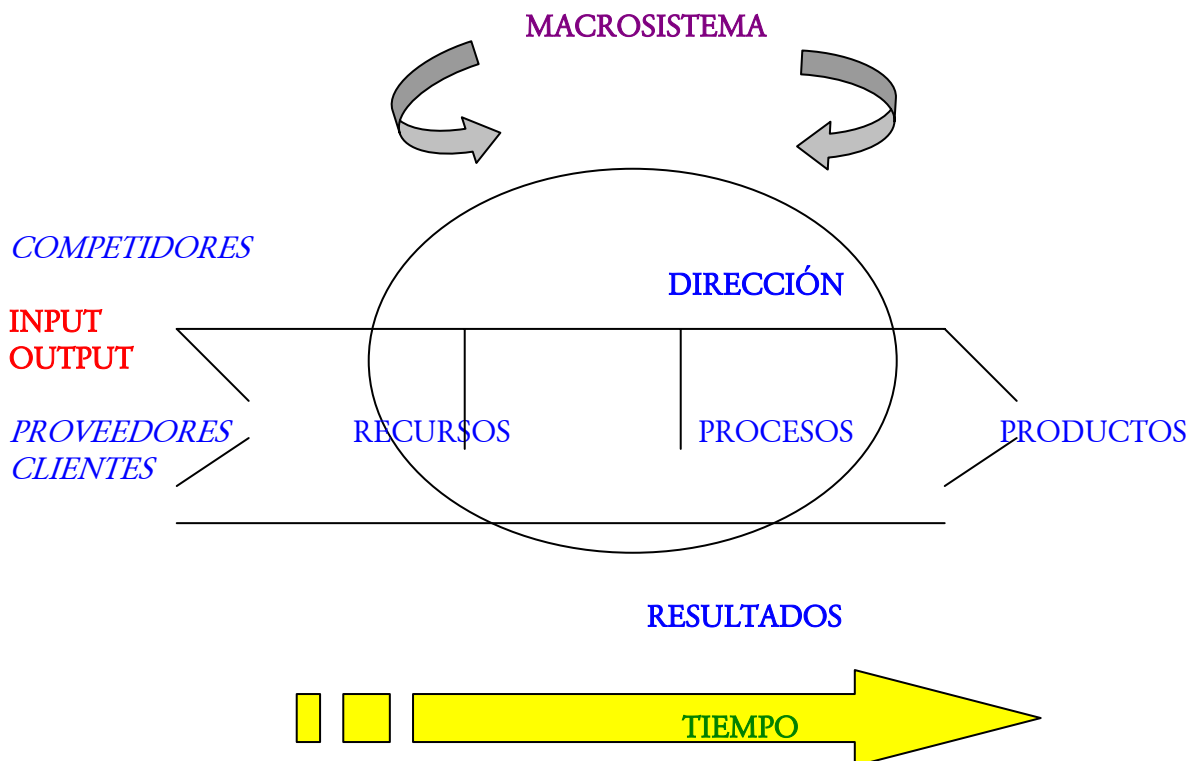 MACROSISTEMA
COMPETIDORES
DIRECCIÓN
INPUT
OUTPUT
PROVEEDORES RECURSOS PROCESOS PRODUCTOS
CLIENTES
RESULTADOS
TIEMPO